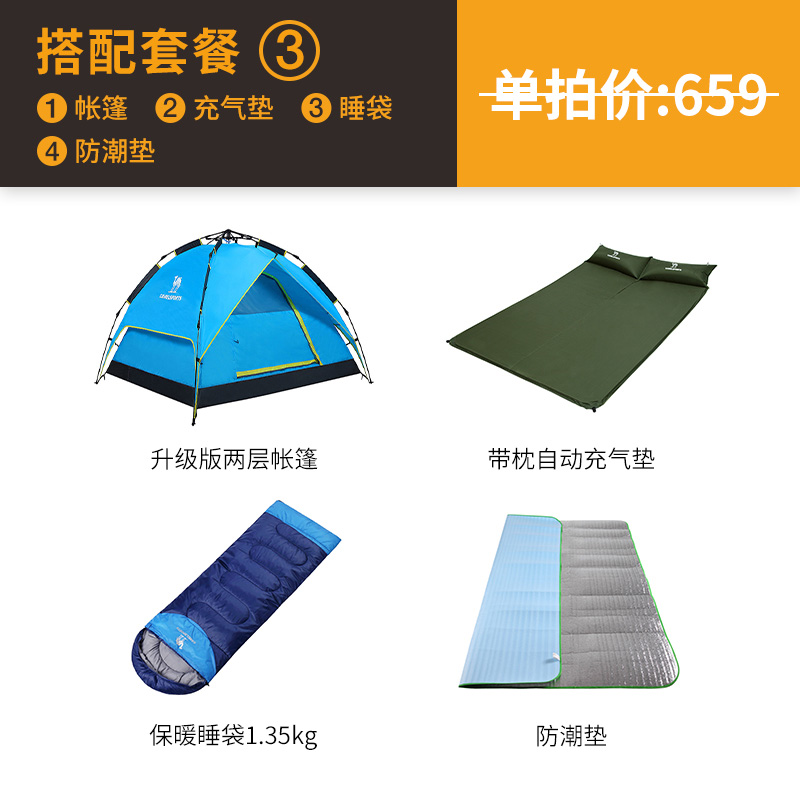 搭配套餐 ③
① 帐篷 ② 充气垫 ③ 睡袋
④ 防潮垫
单拍价:659
升级版两层帐篷
带枕自动充气垫
保暖睡袋1.35kg
防潮垫